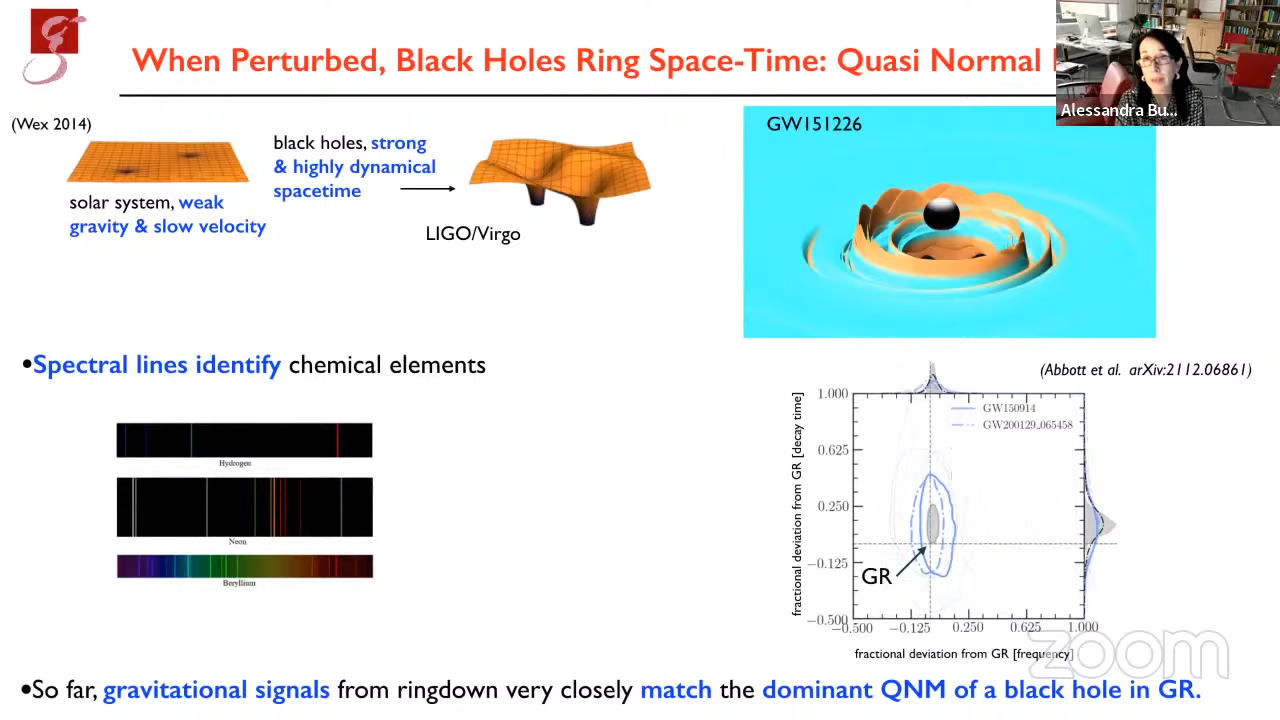 When Perturbed, Black Holes Ring Space-Time: Quasi Normal
Alessandra Bu...
(Wex 2014)
solar system, weak
gravity & slow velocity
black holes, strong
& highly dynamical
spacetime
LIGO/Virgo
GW151226
•Spectral lines identify chemical elements
Hydrogen
Neon
Beryllium
(Abbott et al. arXiv:2112.06861)
GW150914
GW200129_065458
1.000
0.625
0.250
−0.125
−0.500
fractional deviation from GR [decay time]
GR
−0.500 −0.125 0.250 0.625 1.000
fractional deviation from GR [frequency]
zoom
•So far, gravitational signals from ringdown very closely match the dominant QNM of a black hole in GR.